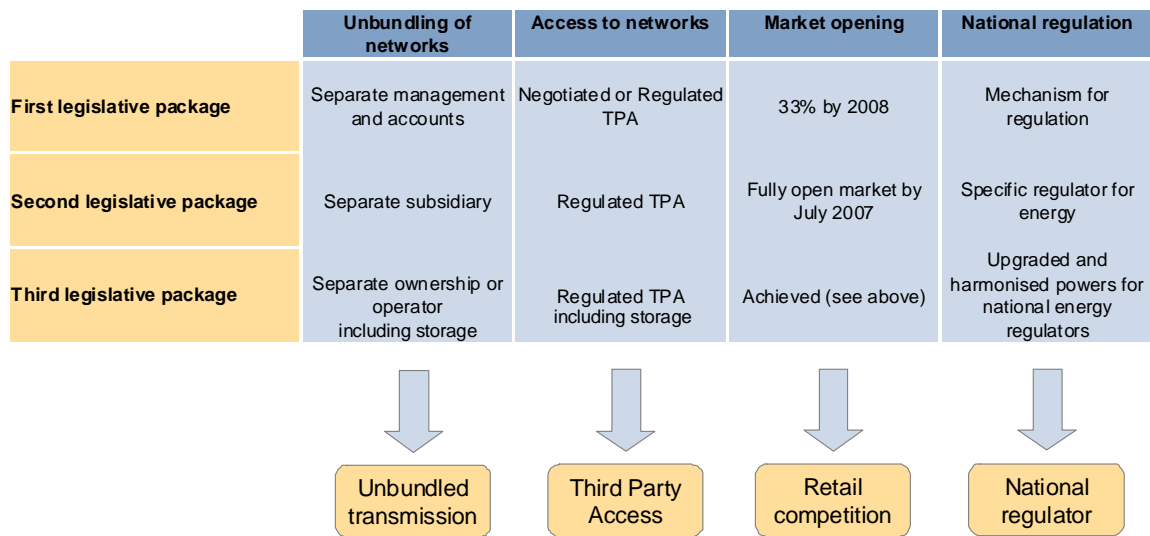 Unbundling of
networks
Access to networks
Market opening
National regulation
First legislative package
Separate management
and accounts
Negotiated or Regulated
TPA
33% by 2008
Mechanism for
regulation
Second legislative package
Separate subsidiary
Regulated TPA
Fully open market by
July 2007
Specific regulator for
energy
Third legislative package
Separate ownership or
operator
including storage
Regulated TPA
including storage
Achieved (see above)
Upgraded and
harmonised powers for
national energy
regulators
Unbundled
transmission
Third Party
Access
Retail
competition
National
regulator